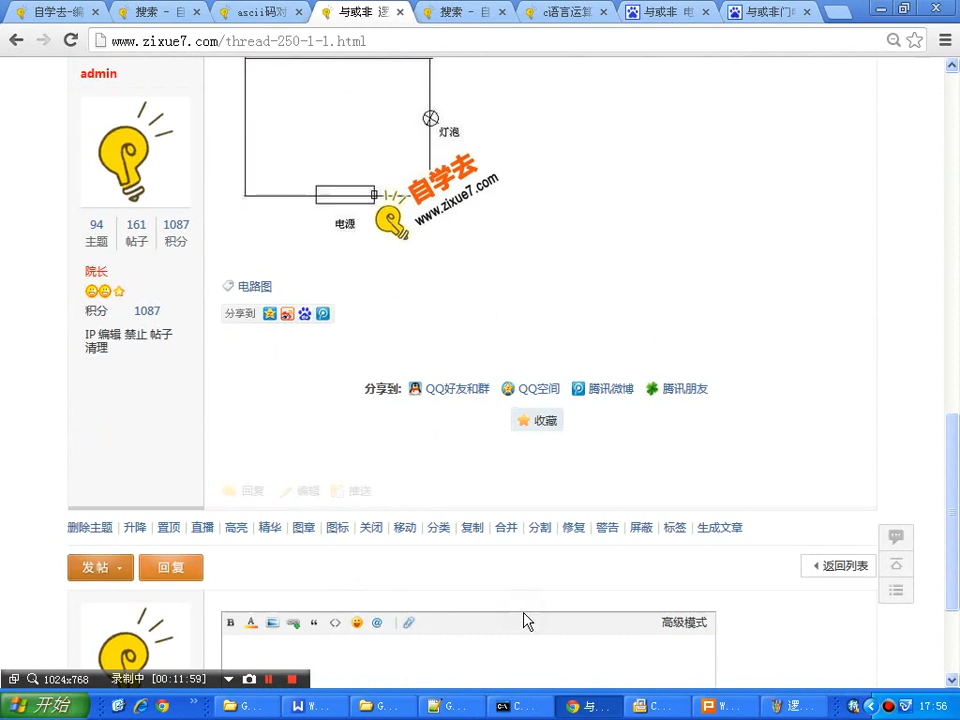 自学去-编
搜索 - 自
ascii码对
与或非 逻
搜索 - 自
c语言运算
与或非 电
与或非门电
www.zixue7.com/thread-250-1-1.html
admin
灯泡
电源
自学去
www.zixue7.com
94 161 1087
主题 帖子 积分
院长
积分 1087
IP 编辑 禁止 帖子
清理
电路图
分享到
分享到: QQ好友和群 QQ空间 腾讯微博 腾讯朋友
收藏
回复 编辑 推送
删除主题 升降 置顶 直播 高亮 精华 图章 图标 关闭 移动 分类 复制 合并 分割 修复 警告 屏蔽 标签 生成文章
发帖 回复 返回列表
B A “ <> @ 高级模式
1024x768 录制中 [00:11:59]
开始 G... W... G... G... C... 与... C... W... 逻... 17:56